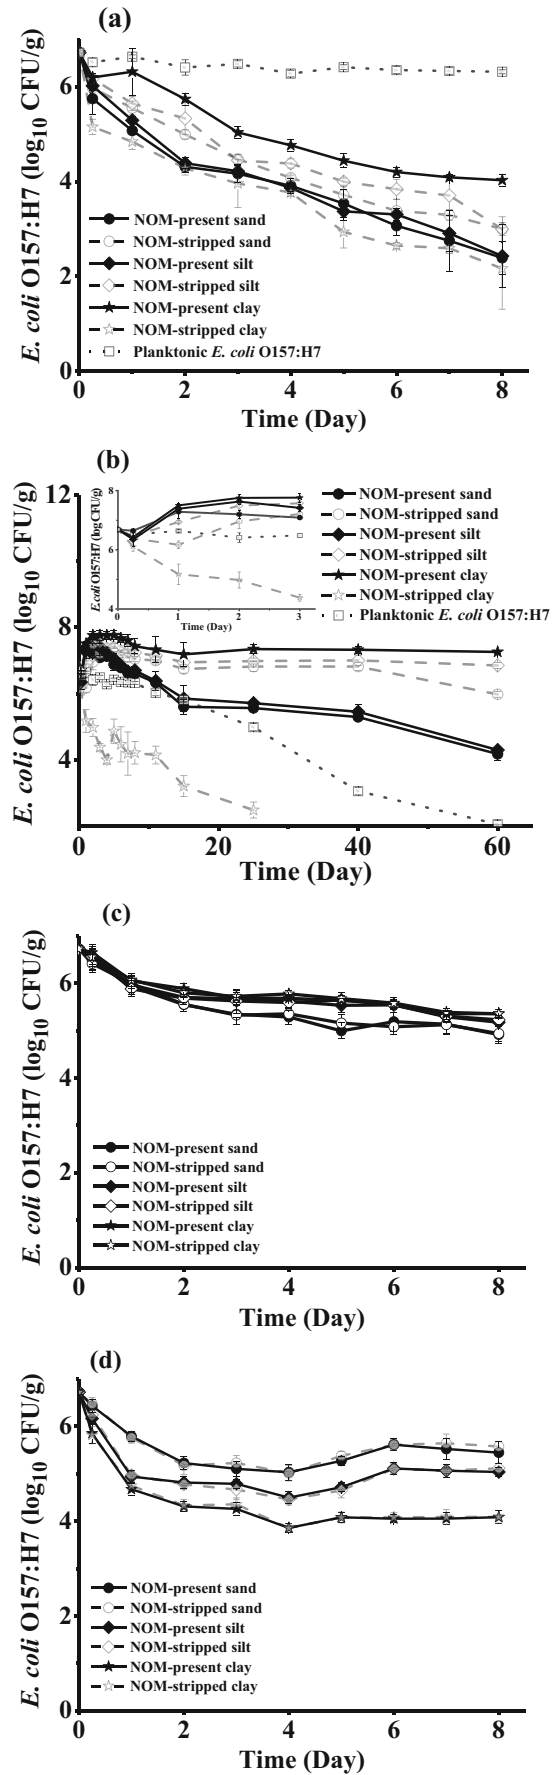 (a)
E. coli O157:H7 (log10 CFU/g)
6
4
2
0
NOM-present sand
NOM-stripped sand
NOM-present silt
NOM-stripped silt
NOM-present clay
NOM-stripped clay
Planktonic E. coli O157:H7
0 2 4 6 8
Time (Day)
(b)
E. coli O157:H7 (log10 CFU/g)
12
8
4
E. coli O157:H7 (log CFU/g)
8
7
6
5
4
0 1 2 3
Time (Day)
NOM-present sand
NOM-stripped sand
NOM-present silt
NOM-stripped silt
NOM-present clay
NOM-stripped clay
Planktonic E. coli O157:H7
0 20 40 60
Time (Day)
(c)
E. coli O157:H7 (log10 CFU/g)
6
4
2
0
NOM-present sand
NOM-stripped sand
NOM-present silt
NOM-stripped silt
NOM-present clay
NOM-stripped clay
0 2 4 6 8
Time (Day)
(d)
E. coli O157:H7 (log10 CFU/g)
6
4
2
0
NOM-present sand
NOM-stripped sand
NOM-present silt
NOM-stripped silt
NOM-present clay
NOM-stripped clay
0 2 4 6 8
Time (Day)